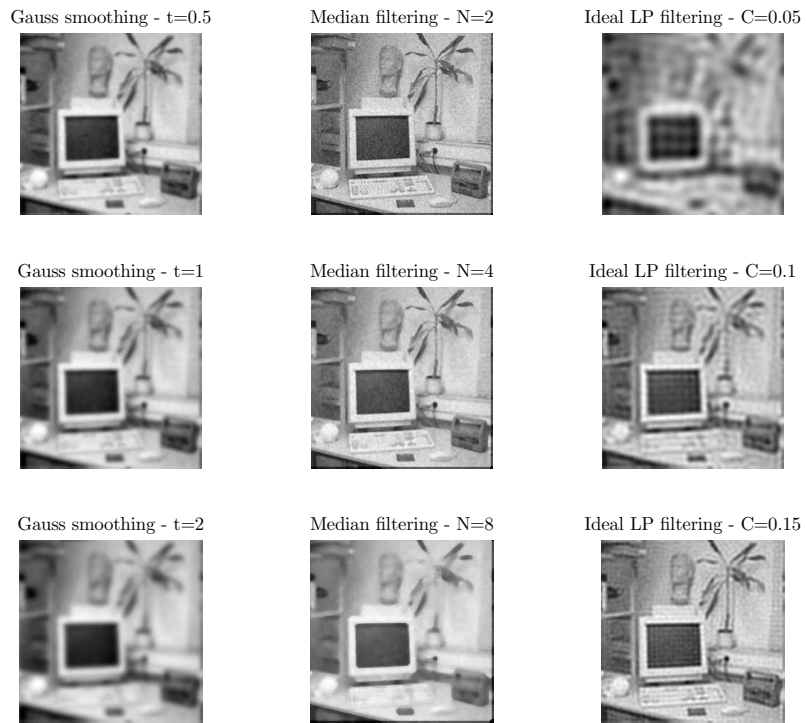 Gauss smoothing - t=0.5
Median filtering - N=2
Ideal LP filtering - C=0.05
Gauss smoothing - t=1
Median filtering - N=4
Ideal LP filtering - C=0.1
Gauss smoothing - t=2
Median filtering - N=8
Ideal LP filtering - C=0.15